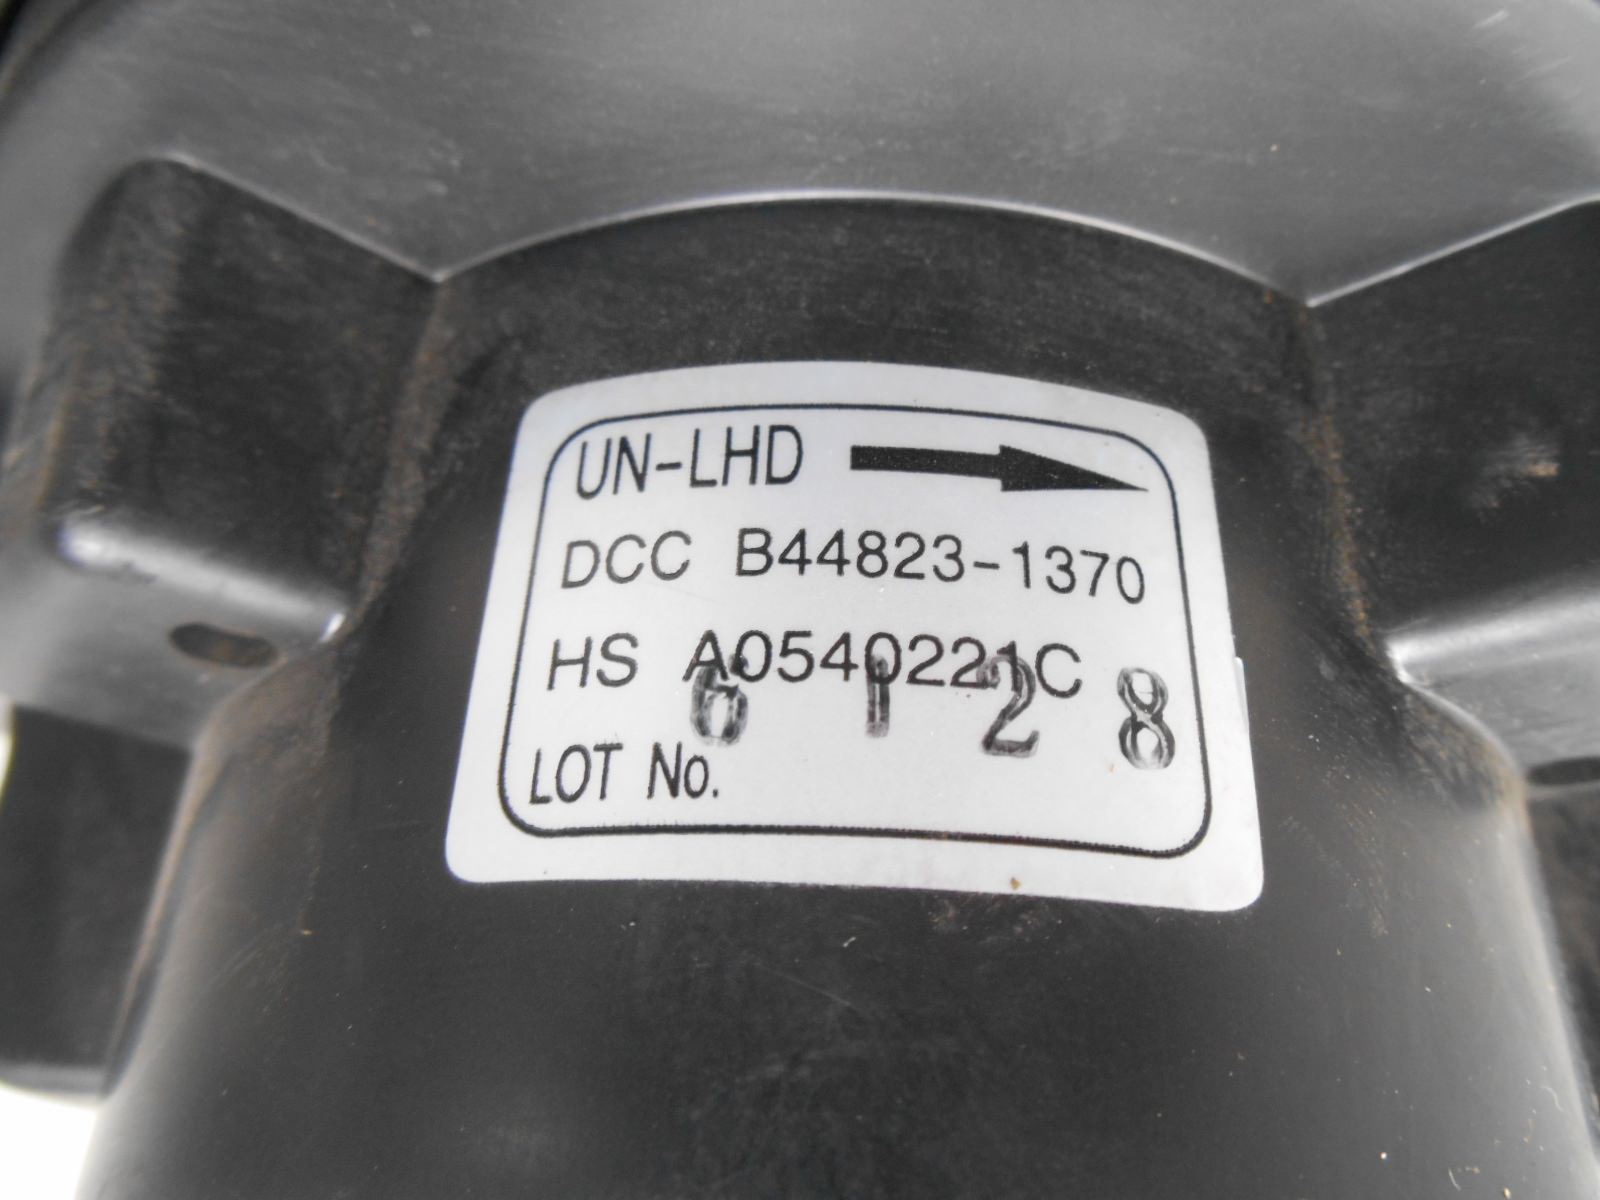 UN-LHD
DCC B44823-1370
HS A0540221C
6 1 2 8
LOT No.